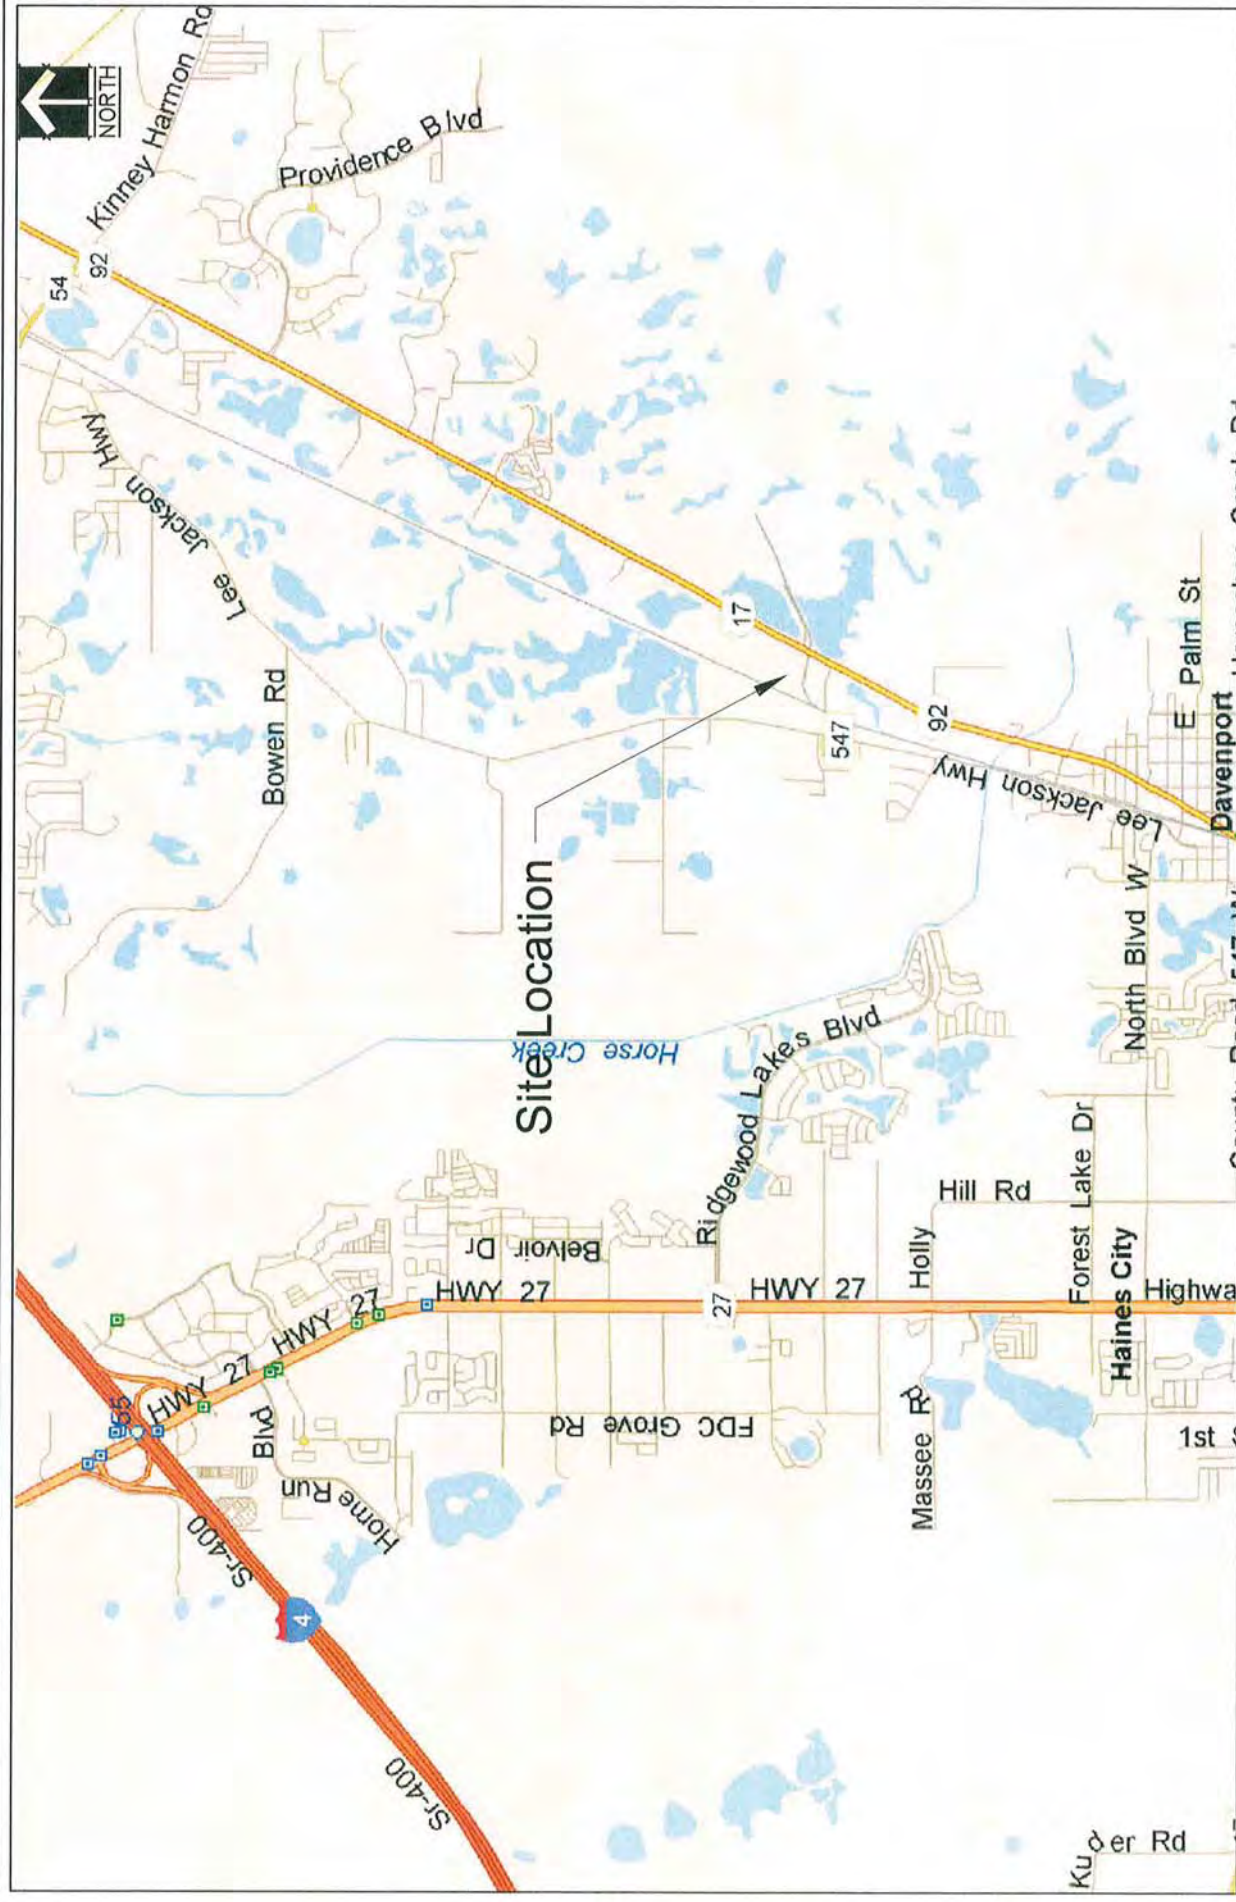 NORTH
Kinney Harmon Rd
54
92
Providence Blvd
Lee Jackson Hwy
Bowen Rd
17
547
92
Lee Jackson Hwy
E Palm St
Davenport
Site Location
Horse Creek
North Blvd W
Ridgewood Lakes Blvd
Hill Rd
Holly
Forest Lake Dr
Haines City
Belvoir Dr
HWY 27
HWY 27
HWY 27
HWY 27
27
55
Blvd
Home Run
FDC Grove Rd
Massee Rd
1st
Sr-400
4
Sr-400
Kuder Rd